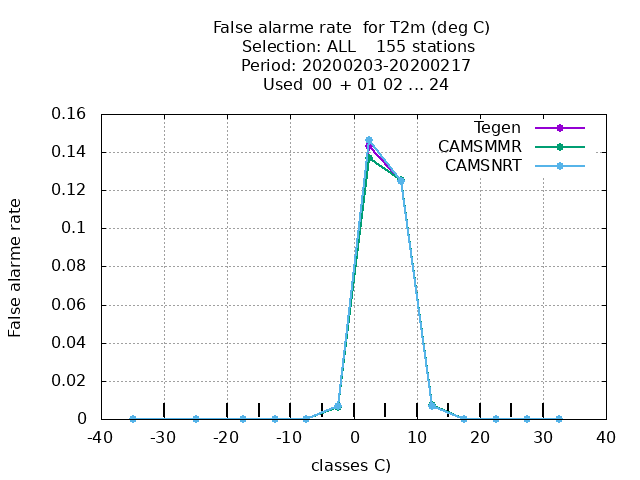 False alarme rate  for T2m (deg C)
Selection: ALL    155 stations
Period: 20200203-20200217
Used  00 + 01 02 ... 24
Tegen
CAMSMMR
CAMSNRT
False alarme rate
0.16
0.14
0.12
0.1
0.08
0.06
0.04
0.02
0
-40 -30 -20 -10 0 10 20 30 40
classes C)